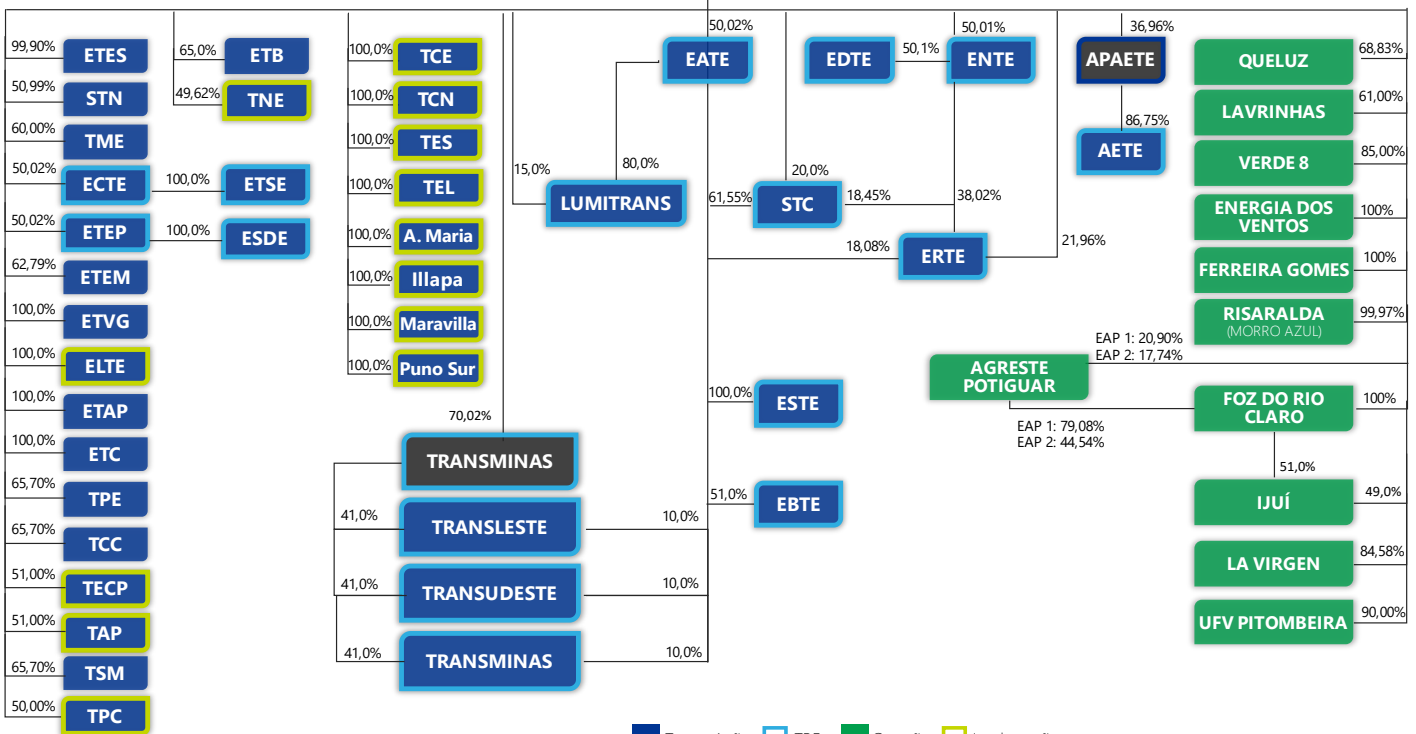 99,90%
ETES
50,99%
STN
60,00%
TME
50,02%
ECTE
100,0%
ETSE
50,02%
ETEP
100,0%
ESDE
62,79%
ETEM
100,0%
ETVG
100,0%
ELTE
100,0%
ETAP
100,0%
ETC
65,70%
TPE
65,70%
TCC
51,00%
TECP
51,00%
TAP
65,70%
TSM
50,00%
TPC
65,0%
ETB
49,62%
TNE
100,0%
TCE
100,0%
TCN
100,0%
TES
100,0%
TEL
100,0%
A. Maria
100,0%
Illapa
100,0%
Maravilla
100,0%
Puno Sur
70,02%
TRANSMINAS
41,0%
TRANSLESTE
10,0%
41,0%
TRANSUDESTE
10,0%
41,0%
TRANSMINAS
10,0%
50,02%
EATE
15,0%
80,0%
LUMITRANS
EDTE
50,1%
50,01%
ENTE
61,55%
20,0%
STC
18,45%
38,02%
18,08%
ERTE
21,96%
100,0%
ESTE
51,0%
EBTE
36,96%
APAETE
86,75%
AETE
QUELUZ
68,83%
LAVRINHAS
61,00%
VERDE 8
85,00%
ENERGIA DOS
VENTOS
100%
FERREIRA GOMES
100%
RISARALDA
(MORRO AZUL)
99,97%
EAP 1: 20,90%
EAP 2: 17,74%
AGRESTE
POTIGUAR
EAP 1: 79,08%
EAP 2: 44,54%
FOZ DO RIO
CLARO
100%
51,0%
IJUÍ
49,0%
LA VIRGEN
84,58%
UFV PITOMBEIRA
90,00%